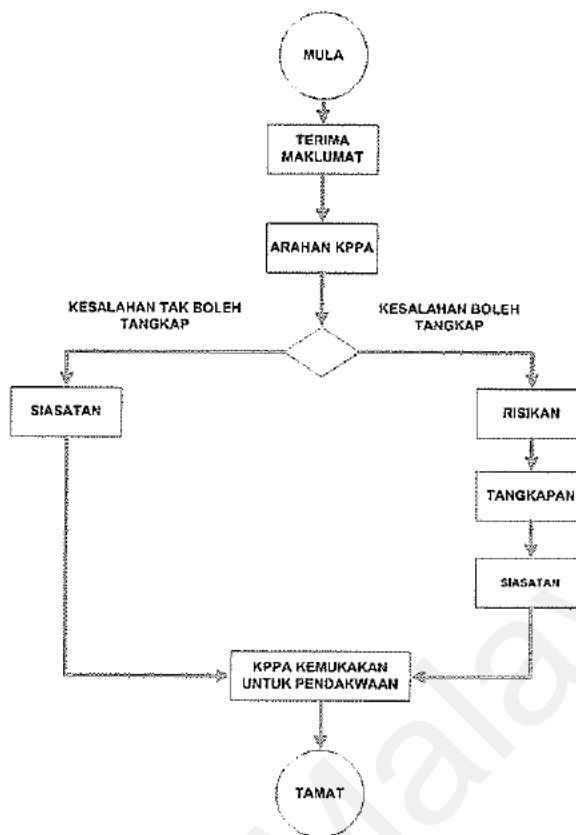 MULA
TERIMA
MAKLUMAT
ARAHAN KPPA
KESALAHAN TAK BOLEH
TANGKAP
KESALAHAN BOLEH
TANGKAP
SIASATAN
RISIKAN
TANGKAPAN
SIASATAN
KPPA KEMUKAKAN
UNTUK PENDAKWAAN
TAMAT
Malay